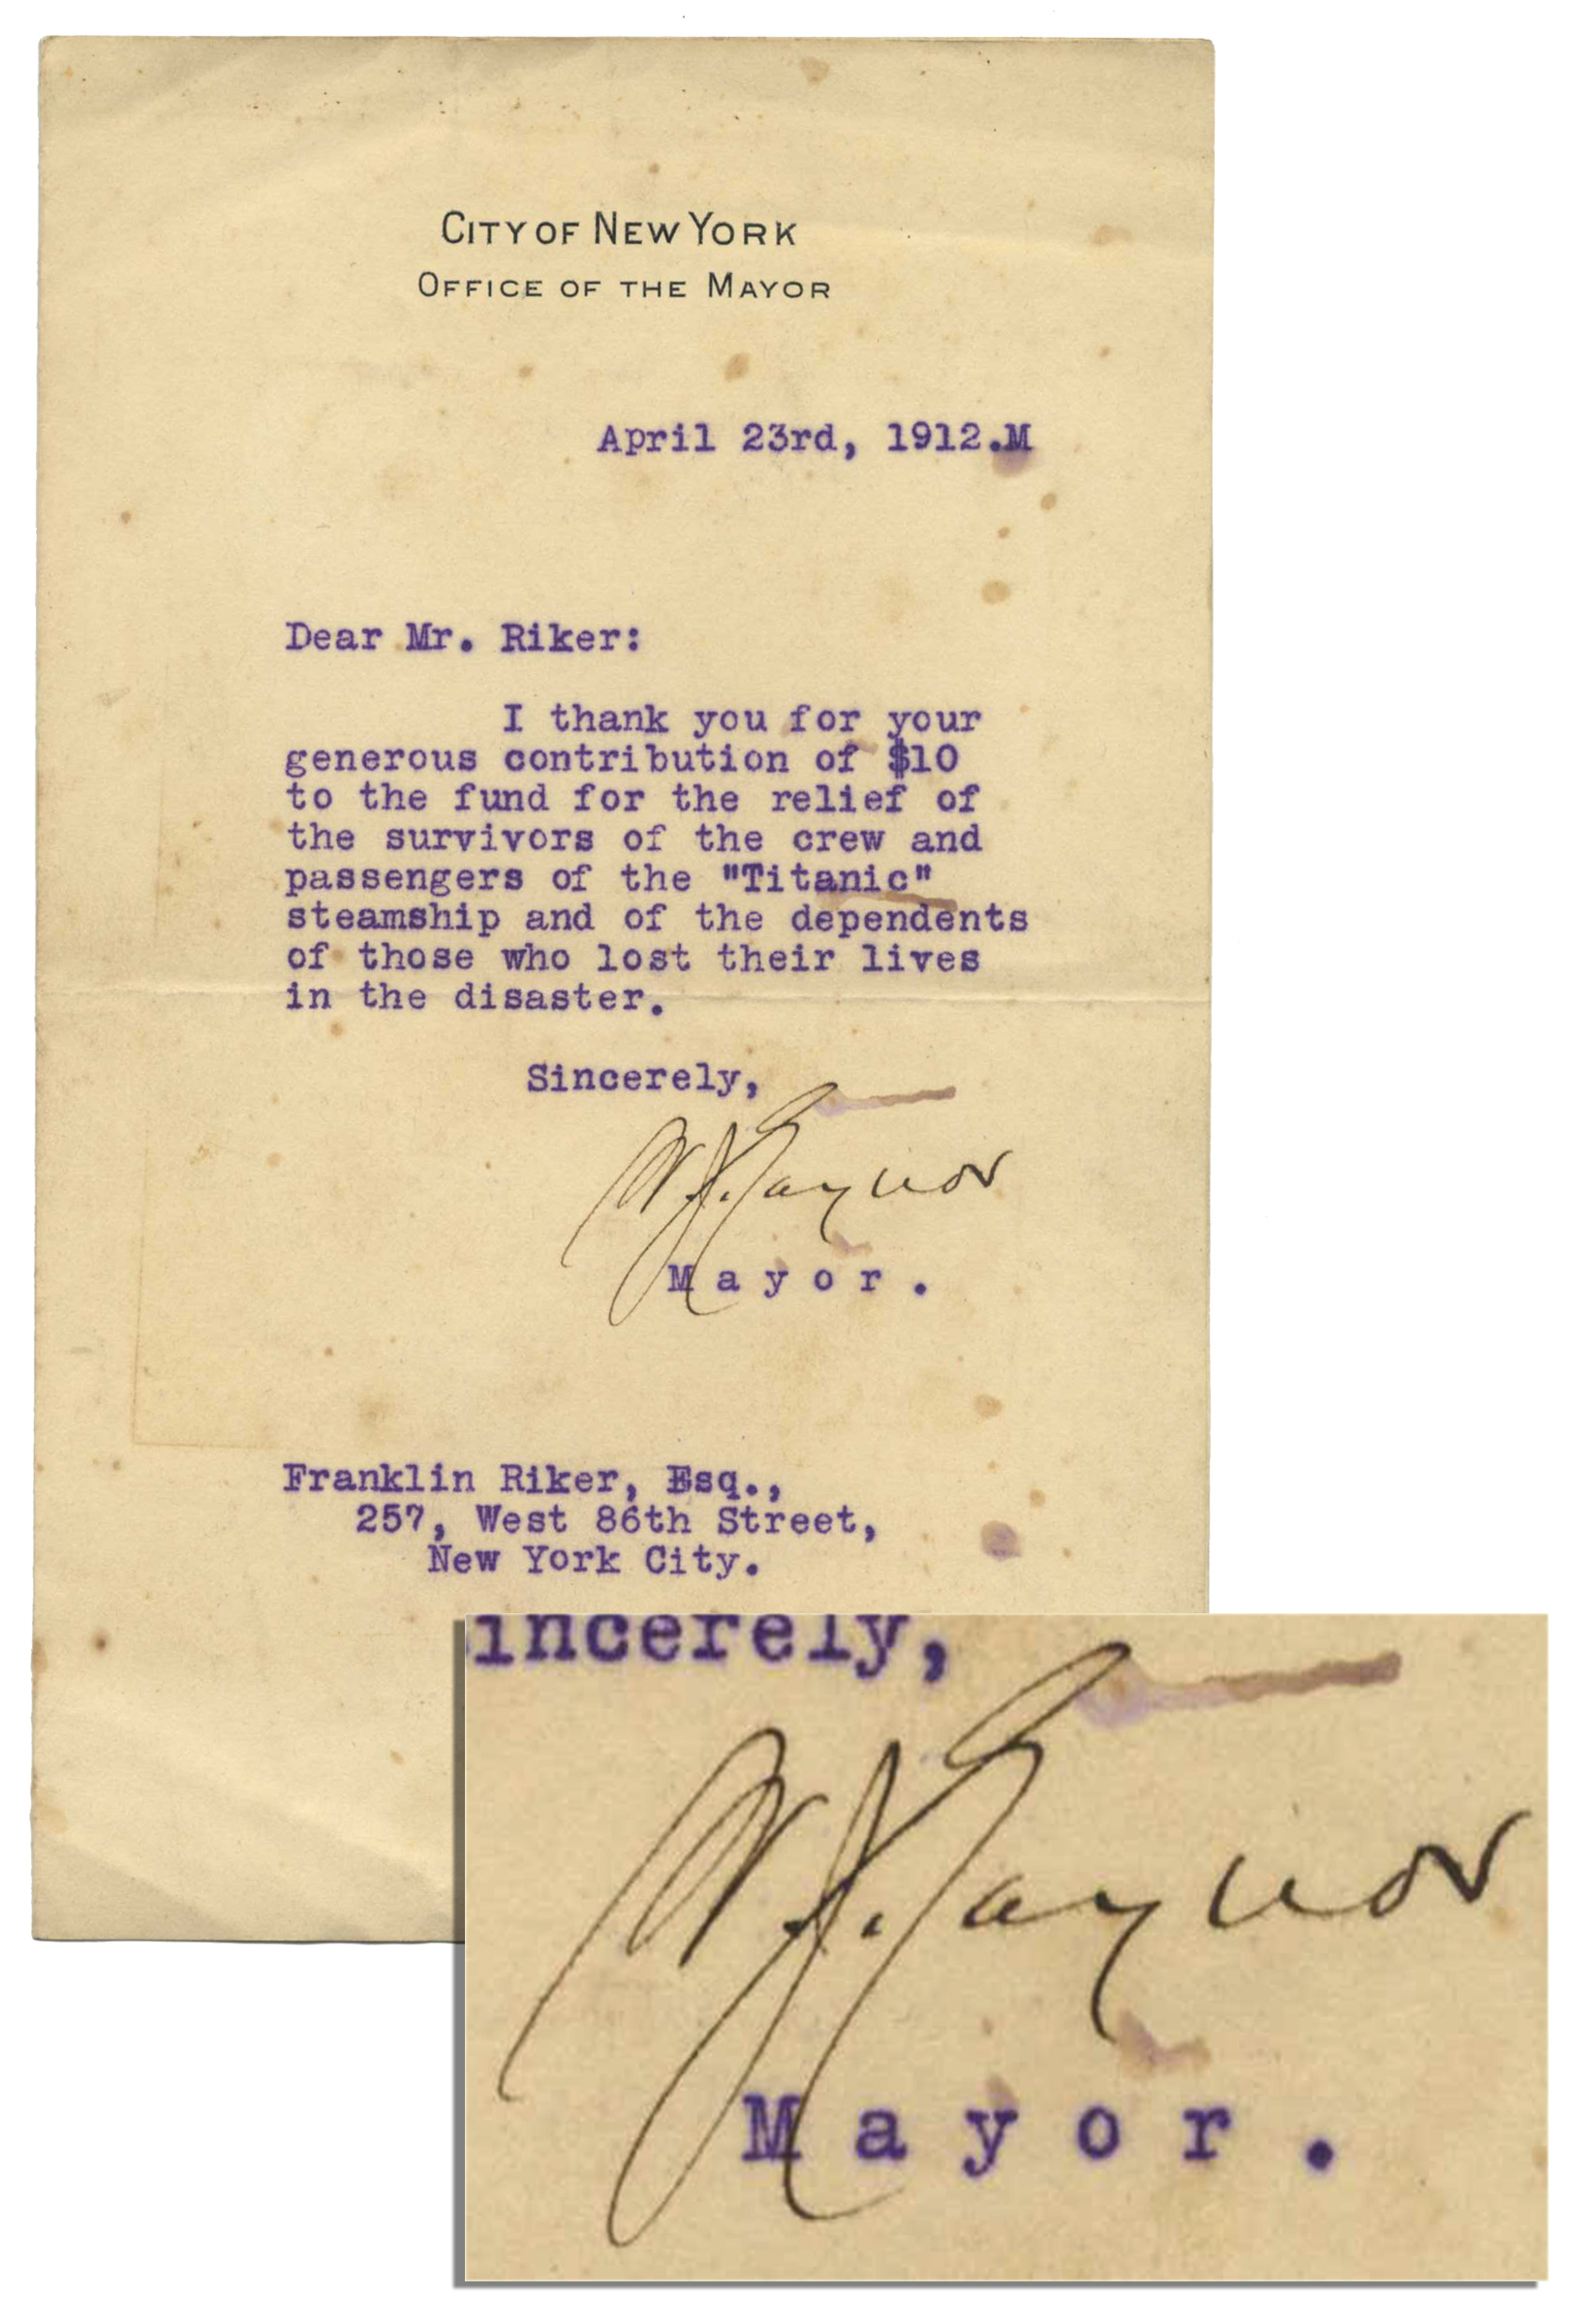 CITY OF NEW YORK
OFFICE OF THE MAYOR
April 23rd, 1912.M
Dear Mr. Riker:
I thank you for your
generous contribution of $10
to the fund for the relief of
the survivors of the crew and
passengers of the "Titanic"
steamship and of the dependents
of those who lost their lives
in the disaster.
Sincerely,
W J. Gaynor
Mayor.
Franklin Riker, Esq.,
257, West 86th Street,
New York City.
incerely,
W J. Gaynor
Mayor.